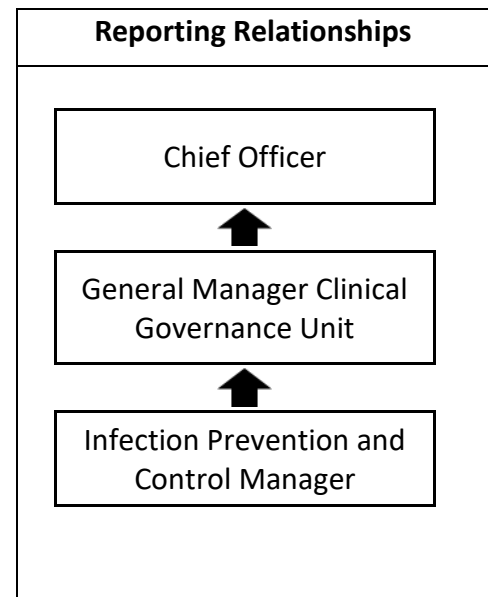 Reporting Relationships
Chief Officer
General Manager Clinical
Governance Unit
Infection Prevention and
Control Manager